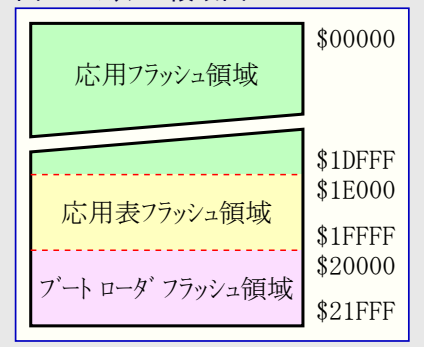 $00000
応用フラッシュ領域
$1DFFF
$1E000
応用表フラッシュ領域
$1FFFF
$20000
ブート ローダ フラッシュ領域
$21FFF